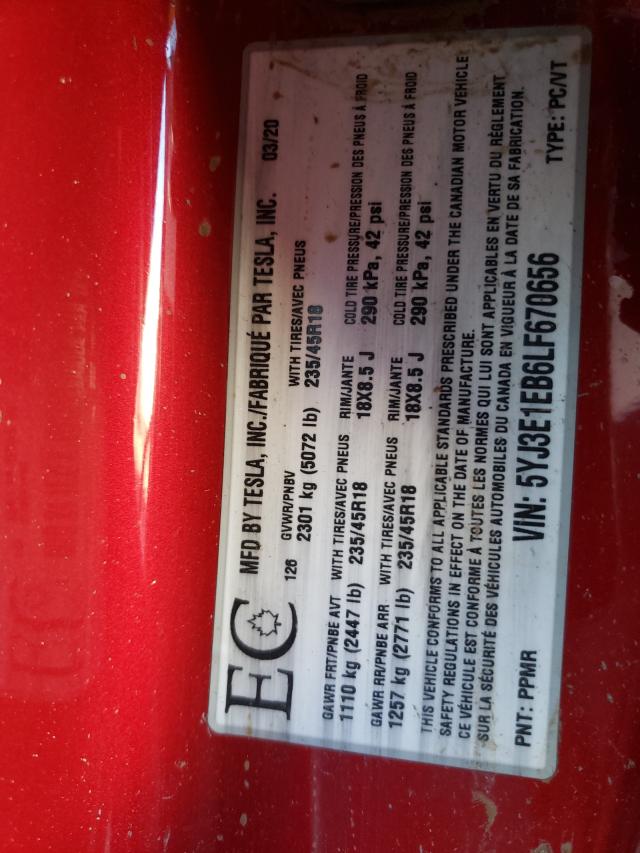 EC MFD BY TESLA, INC./FABRIQUÉ PAR TESLA, INC. 03/20
126 GVWR/PNBV WITH TIRES/AVEC PNEUS
2301 kg (5072 lb) 235/45R18
GAWR FRT/PNBE AVT WITH TIRES/AVEC PNEUS RIM/JANTE COLD TIRE PRESSURE/PRESSION DES PNEUS À FROID
1110 kg (2447 lb) 235/45R18 18X8.5 J 290 kPa, 42 psi
GAWR RR/PNBE ARR WITH TIRES/AVEC PNEUS RIM/JANTE COLD TIRE PRESSURE/PRESSION DES PNEUS À FROID
1257 kg (2771 lb) 235/45R18 18X8.5 J 290 kPa, 42 psi
THIS VEHICLE CONFORMS TO ALL APPLICABLE STANDARDS PRESCRIBED UNDER THE CANADIAN MOTOR VEHICLE
SAFETY REGULATIONS IN EFFECT ON THE DATE OF MANUFACTURE.
CE VÉHICULE EST CONFORME À TOUTES LES NORMES QUI LUI SONT APPLICABLES EN VERTU DU RÈGLEMENT
SUR LA SÉCURITÉ DES VÉHICULES AUTOMOBILES DU CANADA EN VIGUEUR À LA DATE DE SA FABRICATION.
PNT: PPMR VIN: 5YJ3E1EB6LF670656 TYPE: PC/VT